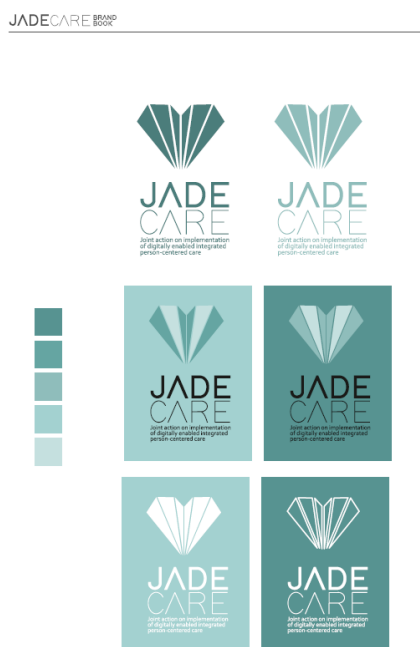 JADECARE BRAND
BOOK
JADE
CARE
Joint action on implementation
of digitally enabled integrated
person-centered care
JADE
CARE
Joint action on implementation
of digitally enabled integrated
person-centered care
JADE
CARE
Joint action on implementation
of digitally enabled integrated
person-centered care
JADE
CARE
Joint action on implementation
of digitally enabled integrated
person-centered care
JADE
CARE
Joint action on implementation
of digitally enabled integrated
person-centered care
JADE
CARE
Joint action on implementation
of digitally enabled integrated
person-centered care